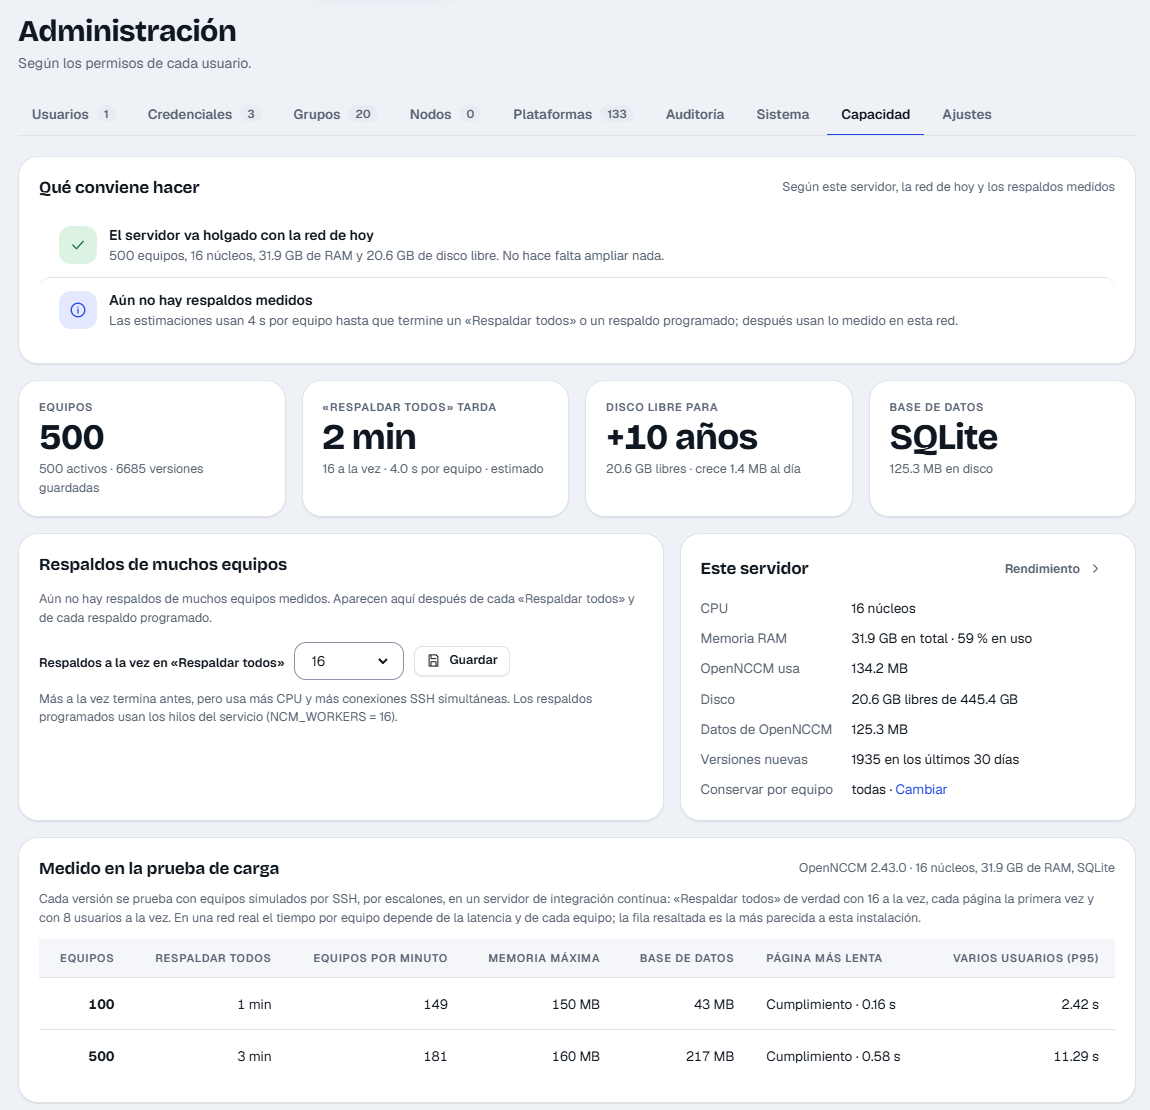 Administración
Según los permisos de cada usuario.
Usuarios 1 Credenciales 3 Grupos 20 Nodos 0 Plataformas 133 Auditoría Sistema Capacidad Ajustes
Qué conviene hacer
Según este servidor, la red de hoy y los respaldos medidos
El servidor va holgado con la red de hoy
500 equipos, 16 núcleos, 31.9 GB de RAM y 20.6 GB de disco libre. No hace falta ampliar nada.
Aún no hay respaldos medidos
Las estimaciones usan 4 s por equipo hasta que termine un «Respaldar todos» o un respaldo programado; después usan lo medido en esta red.
EQUIPOS
500
500 activos · 6685 versiones
guardadas
«RESPALDAR TODOS» TARDA
2 min
16 a la vez · 4.0 s por equipo · estimado
DISCO LIBRE PARA
+10 años
20.6 GB libres · crece 1.4 MB al día
BASE DE DATOS
SQLite
125.3 MB en disco
Respaldos de muchos equipos
Aún no hay respaldos de muchos equipos medidos. Aparecen aquí después de cada «Respaldar todos» y
de cada respaldo programado.
Respaldos a la vez en «Respaldar todos» 16 Guardar
Más a la vez termina antes, pero usa más CPU y más conexiones SSH simultáneas. Los respaldos
programados usan los hilos del servicio (NCM_WORKERS = 16).
Este servidor
Rendimiento
CPU 16 núcleos
Memoria RAM 31.9 GB en total · 59 % en uso
OpenNCCM usa 134.2 MB
Disco 20.6 GB libres de 445.4 GB
Datos de OpenNCCM 125.3 MB
Versiones nuevas 1935 en los últimos 30 días
Conservar por equipo todas · Cambiar
Medido en la prueba de carga
OpenNCCM 2.43.0 · 16 núcleos, 31.9 GB de RAM, SQLite
Cada versión se prueba con equipos simulados por SSH, por escalones, en un servidor de integración continua: «Respaldar todos» de verdad con 16 a la vez, cada página la primera vez y
con 8 usuarios a la vez. En una red real el tiempo por equipo depende de la latencia y de cada equipo; la fila resaltada es la más parecida a esta instalación.
EQUIPOS RESPALDAR TODOS EQUIPOS POR MINUTO MEMORIA MÁXIMA BASE DE DATOS PÁGINA MÁS LENTA VARIOS USUARIOS (P95)
100 1 min 149 150 MB 43 MB Cumplimiento · 0.16 s 2.42 s
500 3 min 181 160 MB 217 MB Cumplimiento · 0.58 s 11.29 s